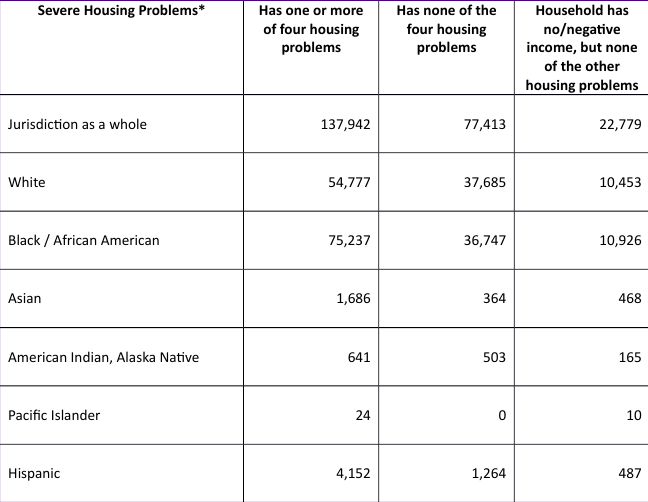 Severe Housing Problems* Has one or more of four housing problems Has none of the four housing problems Household has no/negative income, but none of the other housing problems
Jurisdiction as a whole 137,942 77,413 22,779
White 54,777 37,685 10,453
Black / African American 75,237 36,747 10,926
Asian 1,686 364 468
American Indian, Alaska Native 641 503 165
Pacific Islander 24 0 10
Hispanic 4,152 1,264 487